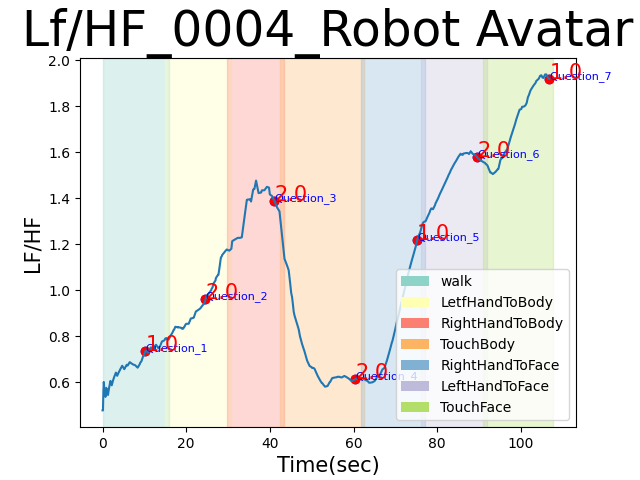 Lf/HF_0004_Robot Avatar
LF/HF
2.0
1.8
1.6
1.4
1.2
1.0
0.8
0.6
1.0
Question_1
2.0
Question_2
2.0
Question_3
2.0
Question_4
1.0
Question_5
2.0
Question_6
1.0
Question_7
walk
LetfHandToBody
RightHandToBody
TouchBody
RightHandToFace
LeftHandToFace
TouchFace
0 20 40 60 80 100
Time(sec)